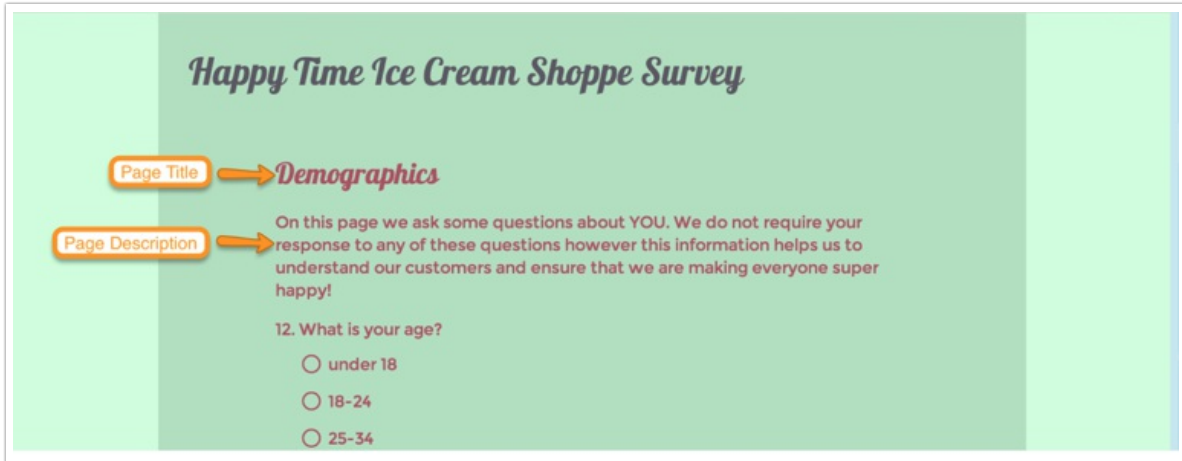 Happy Time Ice Cream Shoppe Survey
Page Title
Demographics
Page Description
On this page we ask some questions about YOU. We do not require your
response to any of these questions however this information helps us to
understand our customers and ensure that we are making everyone super
happy!
12. What is your age?
under 18
18-24
25-34